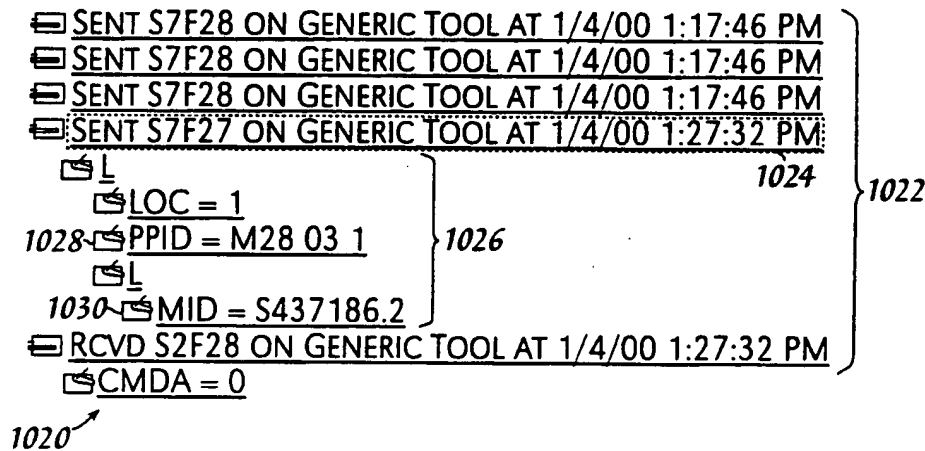 SENT S7F28 ON GENERIC TOOL AT 1/4/00 1:17:46 PM
SENT S7F28 ON GENERIC TOOL AT 1/4/00 1:17:46 PM
SENT S7F28 ON GENERIC TOOL AT 1/4/00 1:17:46 PM
SENT S7F27 ON GENERIC TOOL AT 1/4/00 1:27:32 PM
L
1024
LOC = 1
1022
1028 PPID = M28 03 1
1026
L
1030 MID = S437186.2
RCVD S2F28 ON GENERIC TOOL AT 1/4/00 1:27:32 PM
CMDA = 0
1020